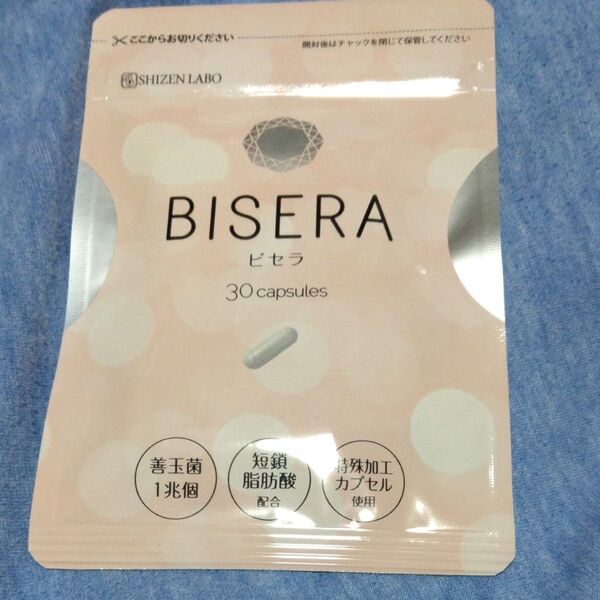 ここからお切りください
開封後はチャックを閉じて保管してください
SHIZEN LABO
BISERA
ビセラ
30 capsules
善玉菌
1兆個
短鎖
脂肪酸
配合
特殊加工
カプセル
使用